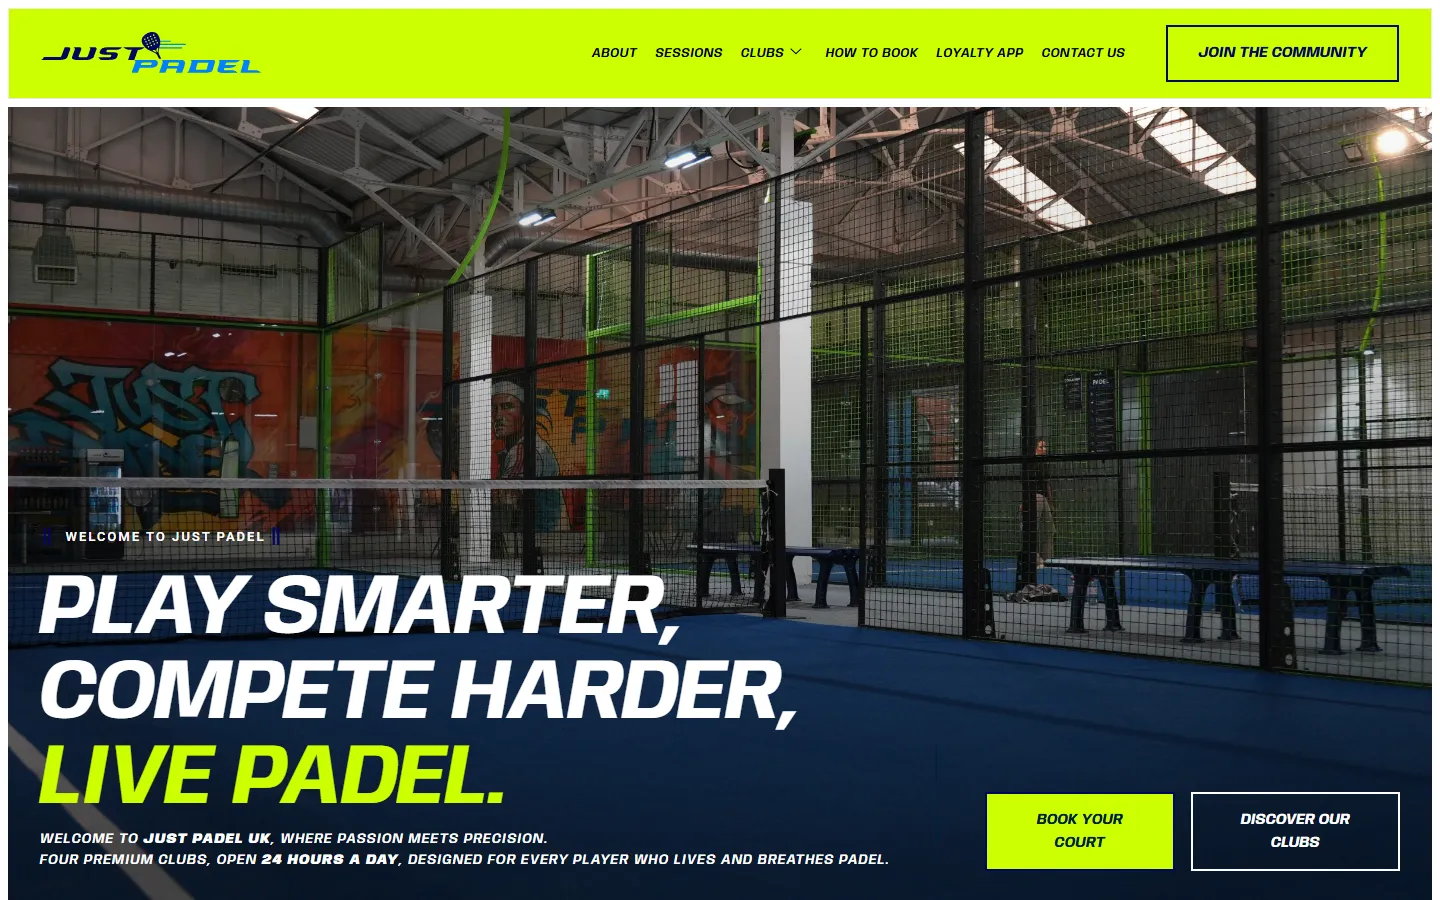 JUST
PADEL
ABOUT
SESSIONS
CLUBS
HOW TO BOOK
LOYALTY APP
CONTACT US
JOIN THE COMMUNITY
JUST
PADEL
WELCOME TO JUST PADEL
PLAY SMARTER,
COMPETE HARDER,
LIVE PADEL.
WELCOME TO JUST PADEL UK, WHERE PASSION MEETS PRECISION.
FOUR PREMIUM CLUBS, OPEN 24 HOURS A DAY, DESIGNED FOR EVERY PLAYER WHO LIVES AND BREATHES PADEL.
BOOK YOUR
COURT
DISCOVER OUR
CLUBS